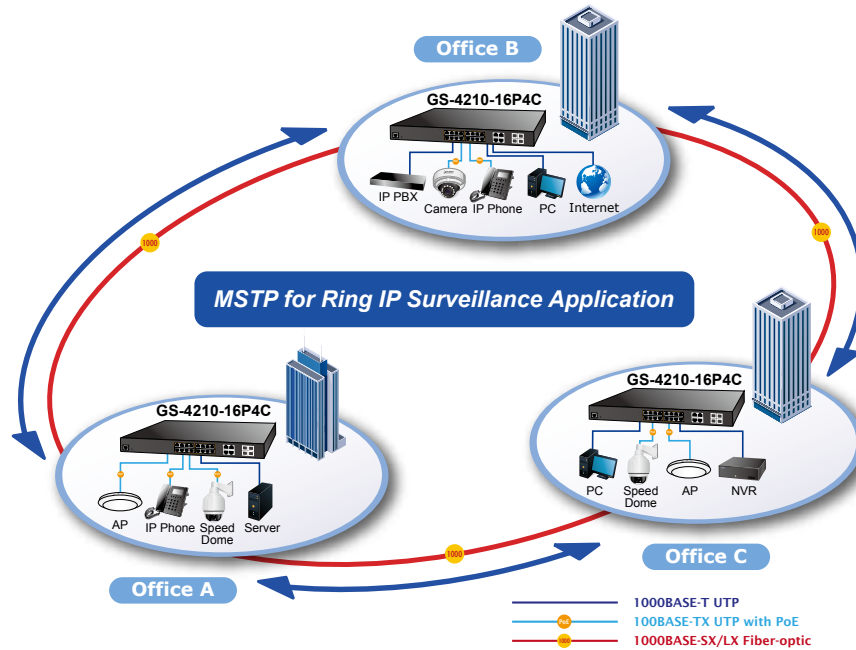 Office B
GS-4210-16P4C
IP PBX
Camera
IP Phone
PC
Internet
1000
1000
MSTP for Ring IP Surveillance Application
GS-4210-16P4C
AP
IP Phone
Speed
Dome
Server
Office A
GS-4210-16P4C
PC
Speed
Dome
AP
NVR
Office C
1000
1000BASE-T UTP
PoE
100BASE-TX UTP with PoE
1000
1000BASE-SX/LX Fiber-optic